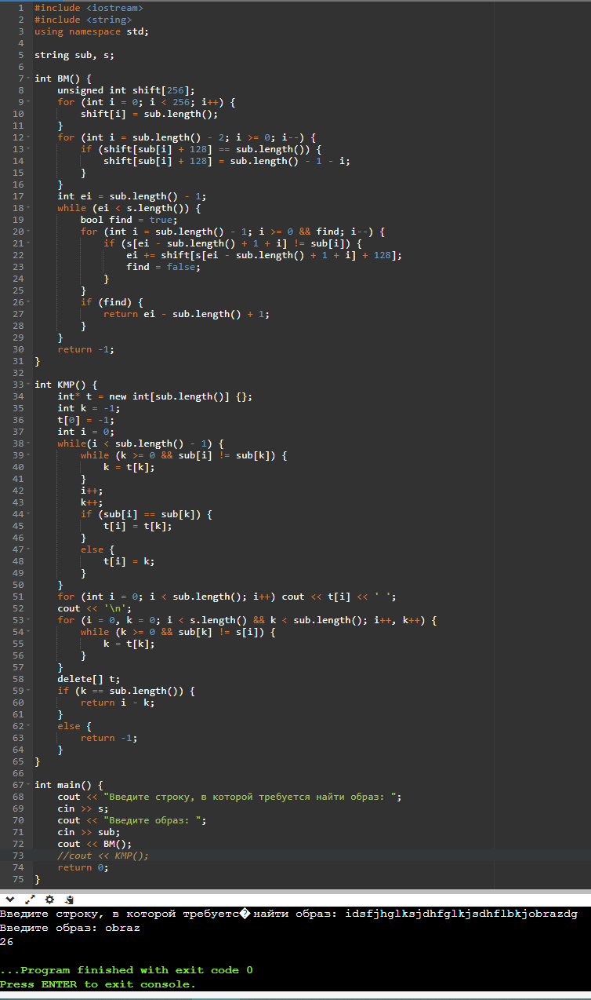 1 #include <iostream>
2 #include <string>
3 using namespace std;
4
5 string sub, s;
6
7 int BM() {
8 unsigned int shift[256];
9 for (int i = 0; i < 256; i++) {
10 shift[i] = sub.length();
11 }
12 for (int i = sub.length() - 2; i >= 0; i--) {
13 if (shift[sub[i] + 128] == sub.length()) {
14 shift[sub[i] + 128] = sub.length() - 1 - i;
15 }
16 }
17 int ei = sub.length() - 1;
18 while (ei < s.length()) {
19 bool find = true;
20 for (int i = sub.length() - 1; i >= 0 && find; i--) {
21 if (s[ei - sub.length() + 1 + i] != sub[i]) {
22 ei += shift[s[ei - sub.length() + 1 + i] + 128];
23 find = false;
24 }
25 }
26 if (find) {
27 return ei - sub.length() + 1;
28 }
29 }
30 return -1;
31 }
32
33 int KMP() {
34 int* t = new int[sub.length()] {};
35 int k = -1;
36 t[0] = -1;
37 int i = 0;
38 while(i < sub.length() - 1) {
39 while (k >= 0 && sub[i] != sub[k]) {
40 k = t[k];
41 }
42 i++;
43 k++;
44 if (sub[i] == sub[k]) {
45 t[i] = t[k];
46 }
47 else {
48 t[i] = k;
49 }
50 }
51 for (int i = 0; i < sub.length(); i++) cout << t[i] << ' ';
52 cout << '\n';
53 for (i = 0, k = 0; i < s.length() && k < sub.length(); i++, k++) {
54 while (k >= 0 && sub[k] != s[i]) {
55 k = t[k];
56 }
57 }
58 delete[] t;
59 if (k == sub.length()) {
60 return i - k;
61 }
62 else {
63 return -1;
64 }
65 }
66
67 int main() {
68 cout << "Введите строку, в которой требуется найти образ: ";
69 cin >> s;
70 cout << "Введите образ: ";
71 cin >> sub;
72 cout << BM();
73 //cout << KMP();
74 return 0;
75 }
Введите строку, в которой требуетс�найти образ: idsfjhglksjdhfglkjsdhflbkjobrazdg
Введите образ: obraz
26
...Program finished with exit code 0
Press ENTER to exit console.